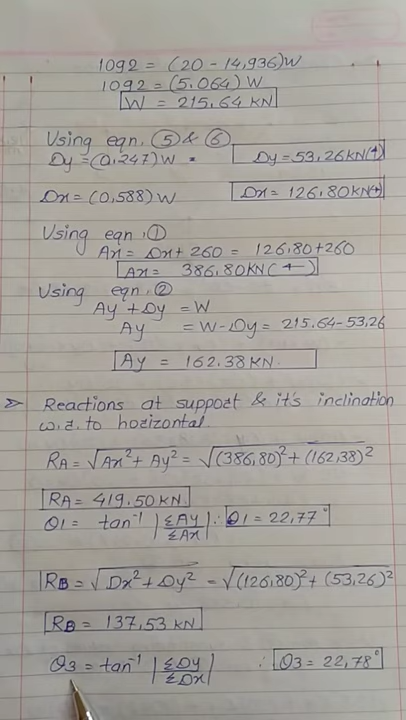 1092 = (20 - 14,936)W
1092 = (5,064) W
W = 215,64 KN
Using eqn, ⑤ & ⑥
Dy = (0,247) W = Dy = 53,26 KN(↑)
Dx = (0,588) W Dx = 126,80 KN(→)
Using eqn, ①
Ax = Dx + 260 = 126,80 + 260
Ax = 386,80 KN (←)
Using eqn, ②
Ay + Dy = W
Ay = W - Dy = 215,64 - 53,26
Ay = 162,38 KN
⇒ Reactions at support & it's inclination
w.r.to horizontal.
RA = √Ax² + Ay² = √(386,80)² + (162,38)²
RA = 419,50 KN
θ1 = tan⁻¹ |ΣAy/ΣAx| ∴ θ1 = 22,77°
RB = √Dx² + Dy² = √(126,80)² + (53,26)²
RB = 137,53 KN
θ3 = tan⁻¹ |ΣDy/ΣDx| ∴ θ3 = 22,78°